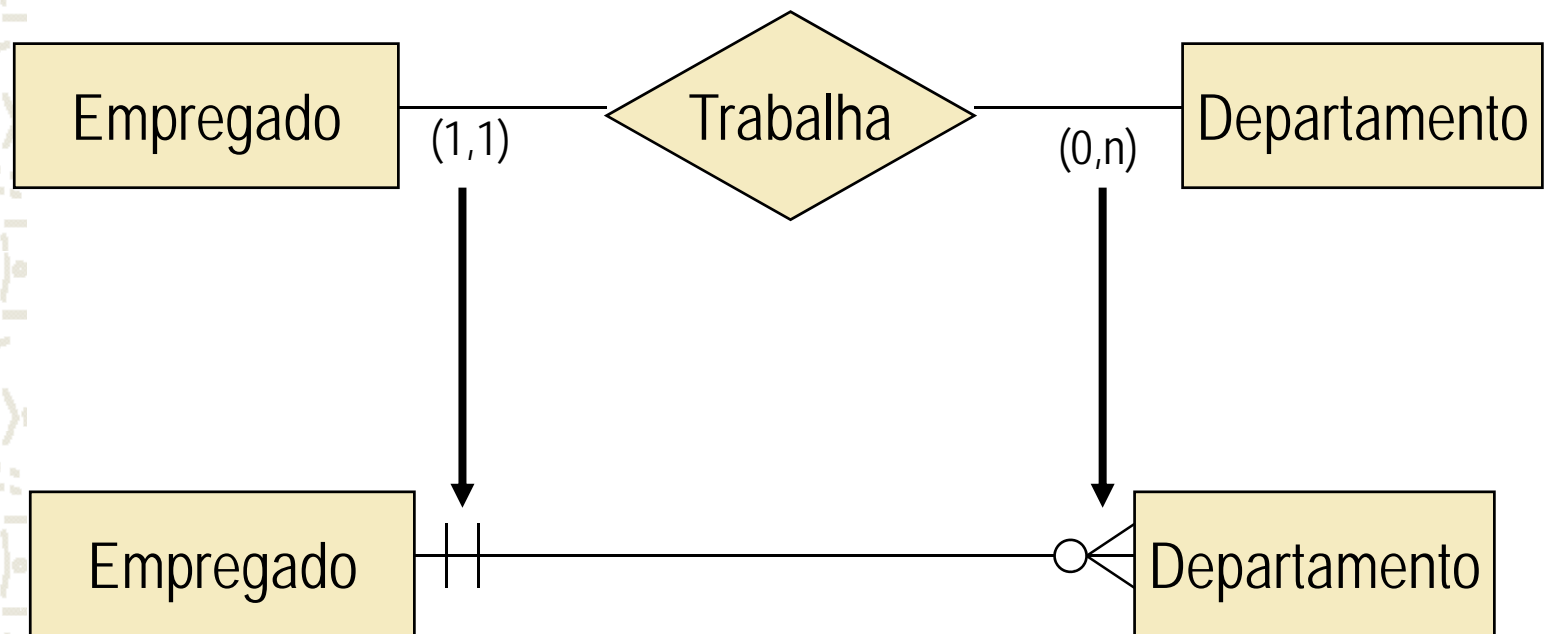 Empregado
Trabalha
Departamento
(1,1)
(0,n)
Empregado
Departamento